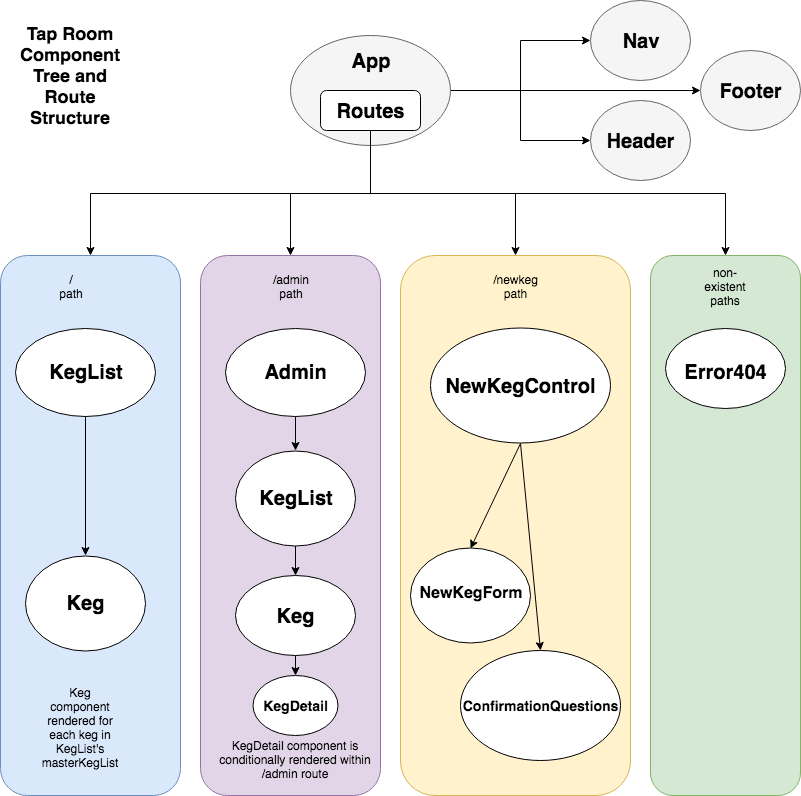 Tap Room
Component
Tree and
Route
Structure
App
Routes
Nav
Footer
Header
/
path
KegList
Keg
Keg
component
rendered for
each keg in
KegList's
masterKegList
/admin
path
Admin
KegList
Keg
KegDetail
KegDetail component is
conditionally rendered within
/admin route
/newkeg
path
NewKegControl
NewKegForm
ConfirmationQuestions
non-
existent
paths
Error404